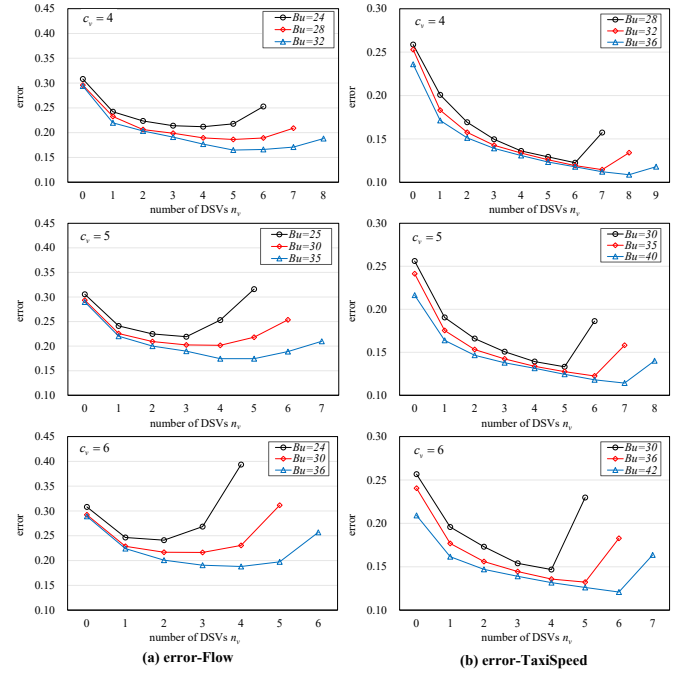 c_v = 4
Bu=24
Bu=28
Bu=32
error
0.45
0.40
0.35
0.30
0.25
0.20
0.15
0.10
0 1 2 3 4 5 6 7 8
number of DSVs n_v
c_v = 4
Bu=28
Bu=32
Bu=36
error
0.30
0.25
0.20
0.15
0.10
0 1 2 3 4 5 6 7 8 9
number of DSVs n_v
c_v = 5
Bu=25
Bu=30
Bu=35
error
0.45
0.40
0.35
0.30
0.25
0.20
0.15
0.10
0 1 2 3 4 5 6 7
number of DSVs n_v
c_v = 5
Bu=30
Bu=35
Bu=40
error
0.30
0.25
0.20
0.15
0.10
0 1 2 3 4 5 6 7 8
number of DSVs n_v
c_v = 6
Bu=24
Bu=30
Bu=36
error
0.45
0.40
0.35
0.30
0.25
0.20
0.15
0.10
0 1 2 3 4 5 6
number of DSVs n_v
(a) error-Flow
c_v = 6
Bu=30
Bu=36
Bu=42
error
0.30
0.25
0.20
0.15
0.10
0 1 2 3 4 5 6 7
number of DSVs n_v
(b) error-TaxiSpeed